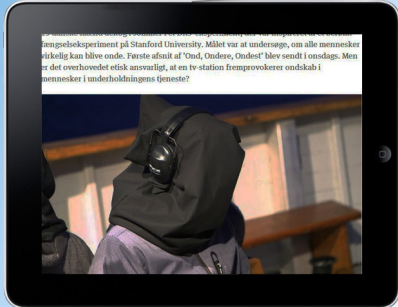 fængselseksperiment på Stanford University. Målet var at undersøge, om alle mennesker
virkelig kan blive onde. Første afsnit af 'Ond, Ondere, Ondest' blev sendt i onsdags. Men
er det overhovedet etisk ansvarligt, at en tv-station fremprovokerer ondskab i
mennesker i underholdningens tjeneste?